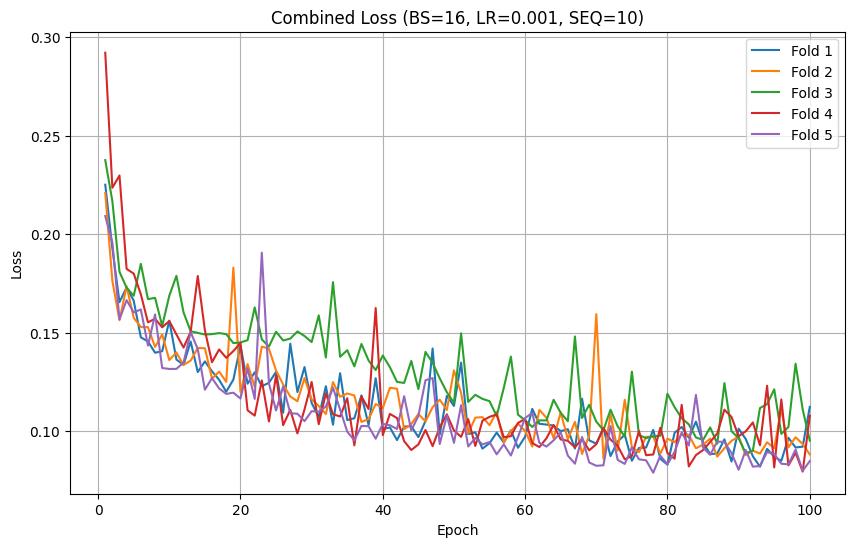 Combined Loss (BS=16, LR=0.001, SEQ=10)
0.30
0.25
0.20
0.15
0.10
Loss
Fold 1
Fold 2
Fold 3
Fold 4
Fold 5
0 20 40 60 80 100
Epoch